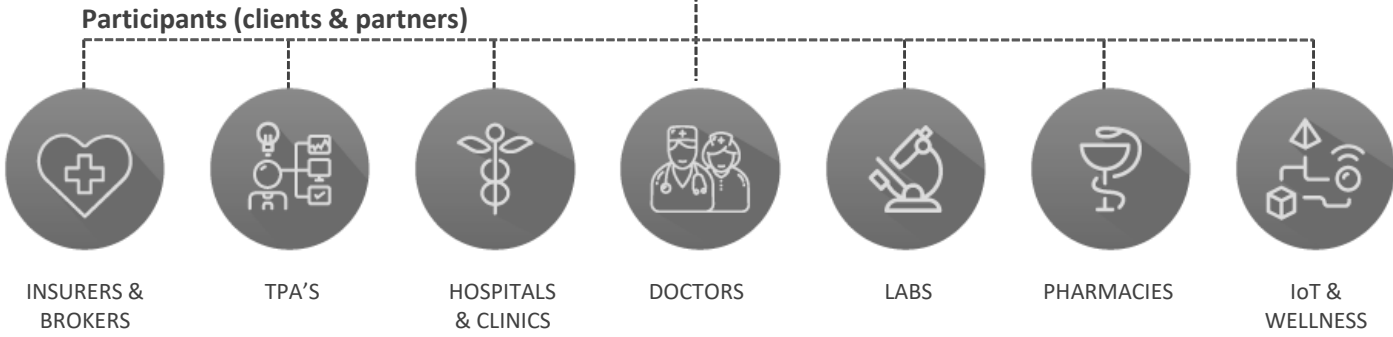 Participants (clients & partners)
INSURERS &
BROKERS
TPA’S
HOSPITALS
& CLINICS
DOCTORS
LABS
PHARMACIES
IoT &
WELLNESS